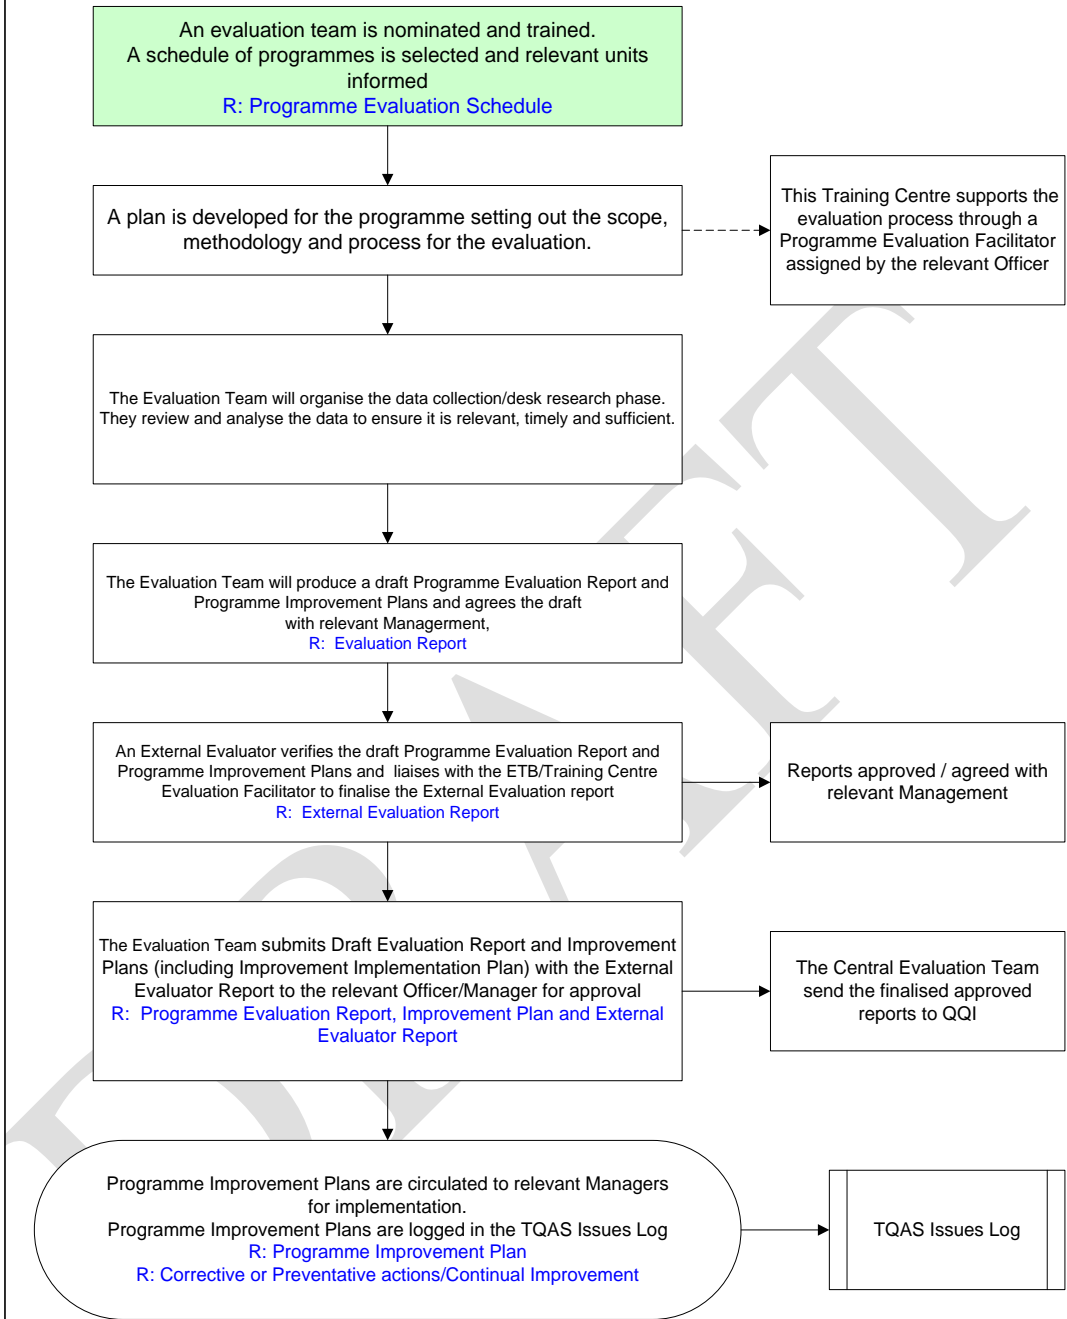 An evaluation team is nominated and trained.
A schedule of programmes is selected and relevant units
informed
R: Programme Evaluation Schedule
A plan is developed for the programme setting out the scope,
methodology and process for the evaluation.
This Training Centre supports the
evaluation process through a
Programme Evaluation Facilitator
assigned by the relevant Officer
The Evaluation Team will organise the data collection/desk research phase.
They review and analyse the data to ensure it is relevant, timely and sufficient.
The Evaluation Team will produce a draft Programme Evaluation Report and
Programme Improvement Plans and agrees the draft
with relevant Managerment,
R: Evaluation Report
An External Evaluator verifies the draft Programme Evaluation Report and
Programme Improvement Plans and liaises with the ETB/Training Centre
Evaluation Facilitator to finalise the External Evaluation report
R: External Evaluation Report
Reports approved / agreed with
relevant Management
The Evaluation Team submits Draft Evaluation Report and Improvement
Plans (including Improvement Implementation Plan) with the External
Evaluator Report to the relevant Officer/Manager for approval
R: Programme Evaluation Report, Improvement Plan and External
Evaluator Report
The Central Evaluation Team
send the finalised approved
reports to QQI
Programme Improvement Plans are circulated to relevant Managers
for implementation.
Programme Improvement Plans are logged in the TQAS Issues Log
R: Programme Improvement Plan
R: Corrective or Preventative actions/Continual Improvement
TQAS Issues Log
DRAFT